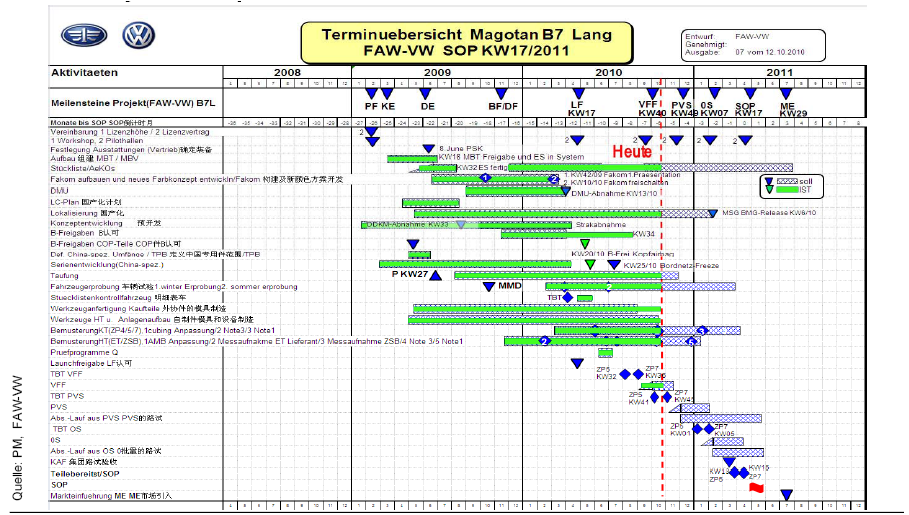 Terminuebersicht Magotan B7 Lang
FAW-VW SOP KW17/2011
Entwurf: FAW-VW
Genehmigt:
Ausgabe: 07 vom 12.10.2010
Aktivitaeten 2008 2009 2010 2011
Meilensteine Projekt(FAW-VW) B7L
PF KE DE BF/DF LF KW17 VFF KW40 PVS KW49 0S KW07 SOP KW17 ME KW29
Monate bis SOP SOP倒计时月
Vereinbarung 1 Lizenzhöhe / 2 Lizenzvertrag
1 Workshop, 2 Pilothallen
Festlegung Ausstattungen (Vertrieb)锁定装备 8.June PSK
Heute
Aufbau 组建 MBT / MBV KW18 MBT Freigabe und ES in System
Stückliste/AeKOs KW32 ES fertig
1. KW42/09 Fakom1.Praesentation
Fakom aufbauen und neues Farbkonzept entwickln/Fakom 构建及新颜色方案开发
2. KW10/10 Fakom freischalten
soll
IST
DMU DMU-Abnahme KW13/10
LC-Plan 国产化计划
Lokalisierung 国产化 MSG BMG-Release KW6/10
Konzeptentwicklung 预开发 DDKM-Abnahme KW33 Strakabnahme
B-Freigaben B认可 KW34
B-Freigaben COP-Teile COP件B认可
Def. China-spez. Umfänge / TPB 定义中国专用件范围/TPB KW20/10 B-Frei.Kopfairbag
Serienentwicklung(China-spez.) KW25/10 Bordnetz-Freeze
Taufung P KW27
Fahrzeugerprobung 车辆试验1.winter Erprobung2. sommer erprobung MMD
Stuecklistenkontrollfahrzeug 明细表车 TBT
Werkzeuganfertigung Kaufteile 外协件的模具制造
Werkzeuge HT u. Anlagenaufbau 自制件模具和设备制造
BemusterungKT(ZP4/5/7),1cubing Anpassung/2 Note3/3 Note1
BemusterungHT(ET/ZSB),1AMB Anpassung/2 Messaufnahme ET Lieferant/3 Messaufnahme ZSB/4 Note 3/5 Note1
Pruefprogramme Q
Launchfreigabe LF认可
TBT VFF ZP5 KW32 ZP7
VFF
TBT PVS ZP5 KW41 ZP7
PVS
Abs.-Lauf aus PVS PVS的路试
TBT OS KW01 ZP7 KW05
0S
Abs.-Lauf aus OS 0批量的路试
KAF 集团路试验收
Teilebereitst/SOP KW13 KW15 ZP7
SOP
Markteinfuehrung ME ME市场引入
Quelle: PM, FAW-VW